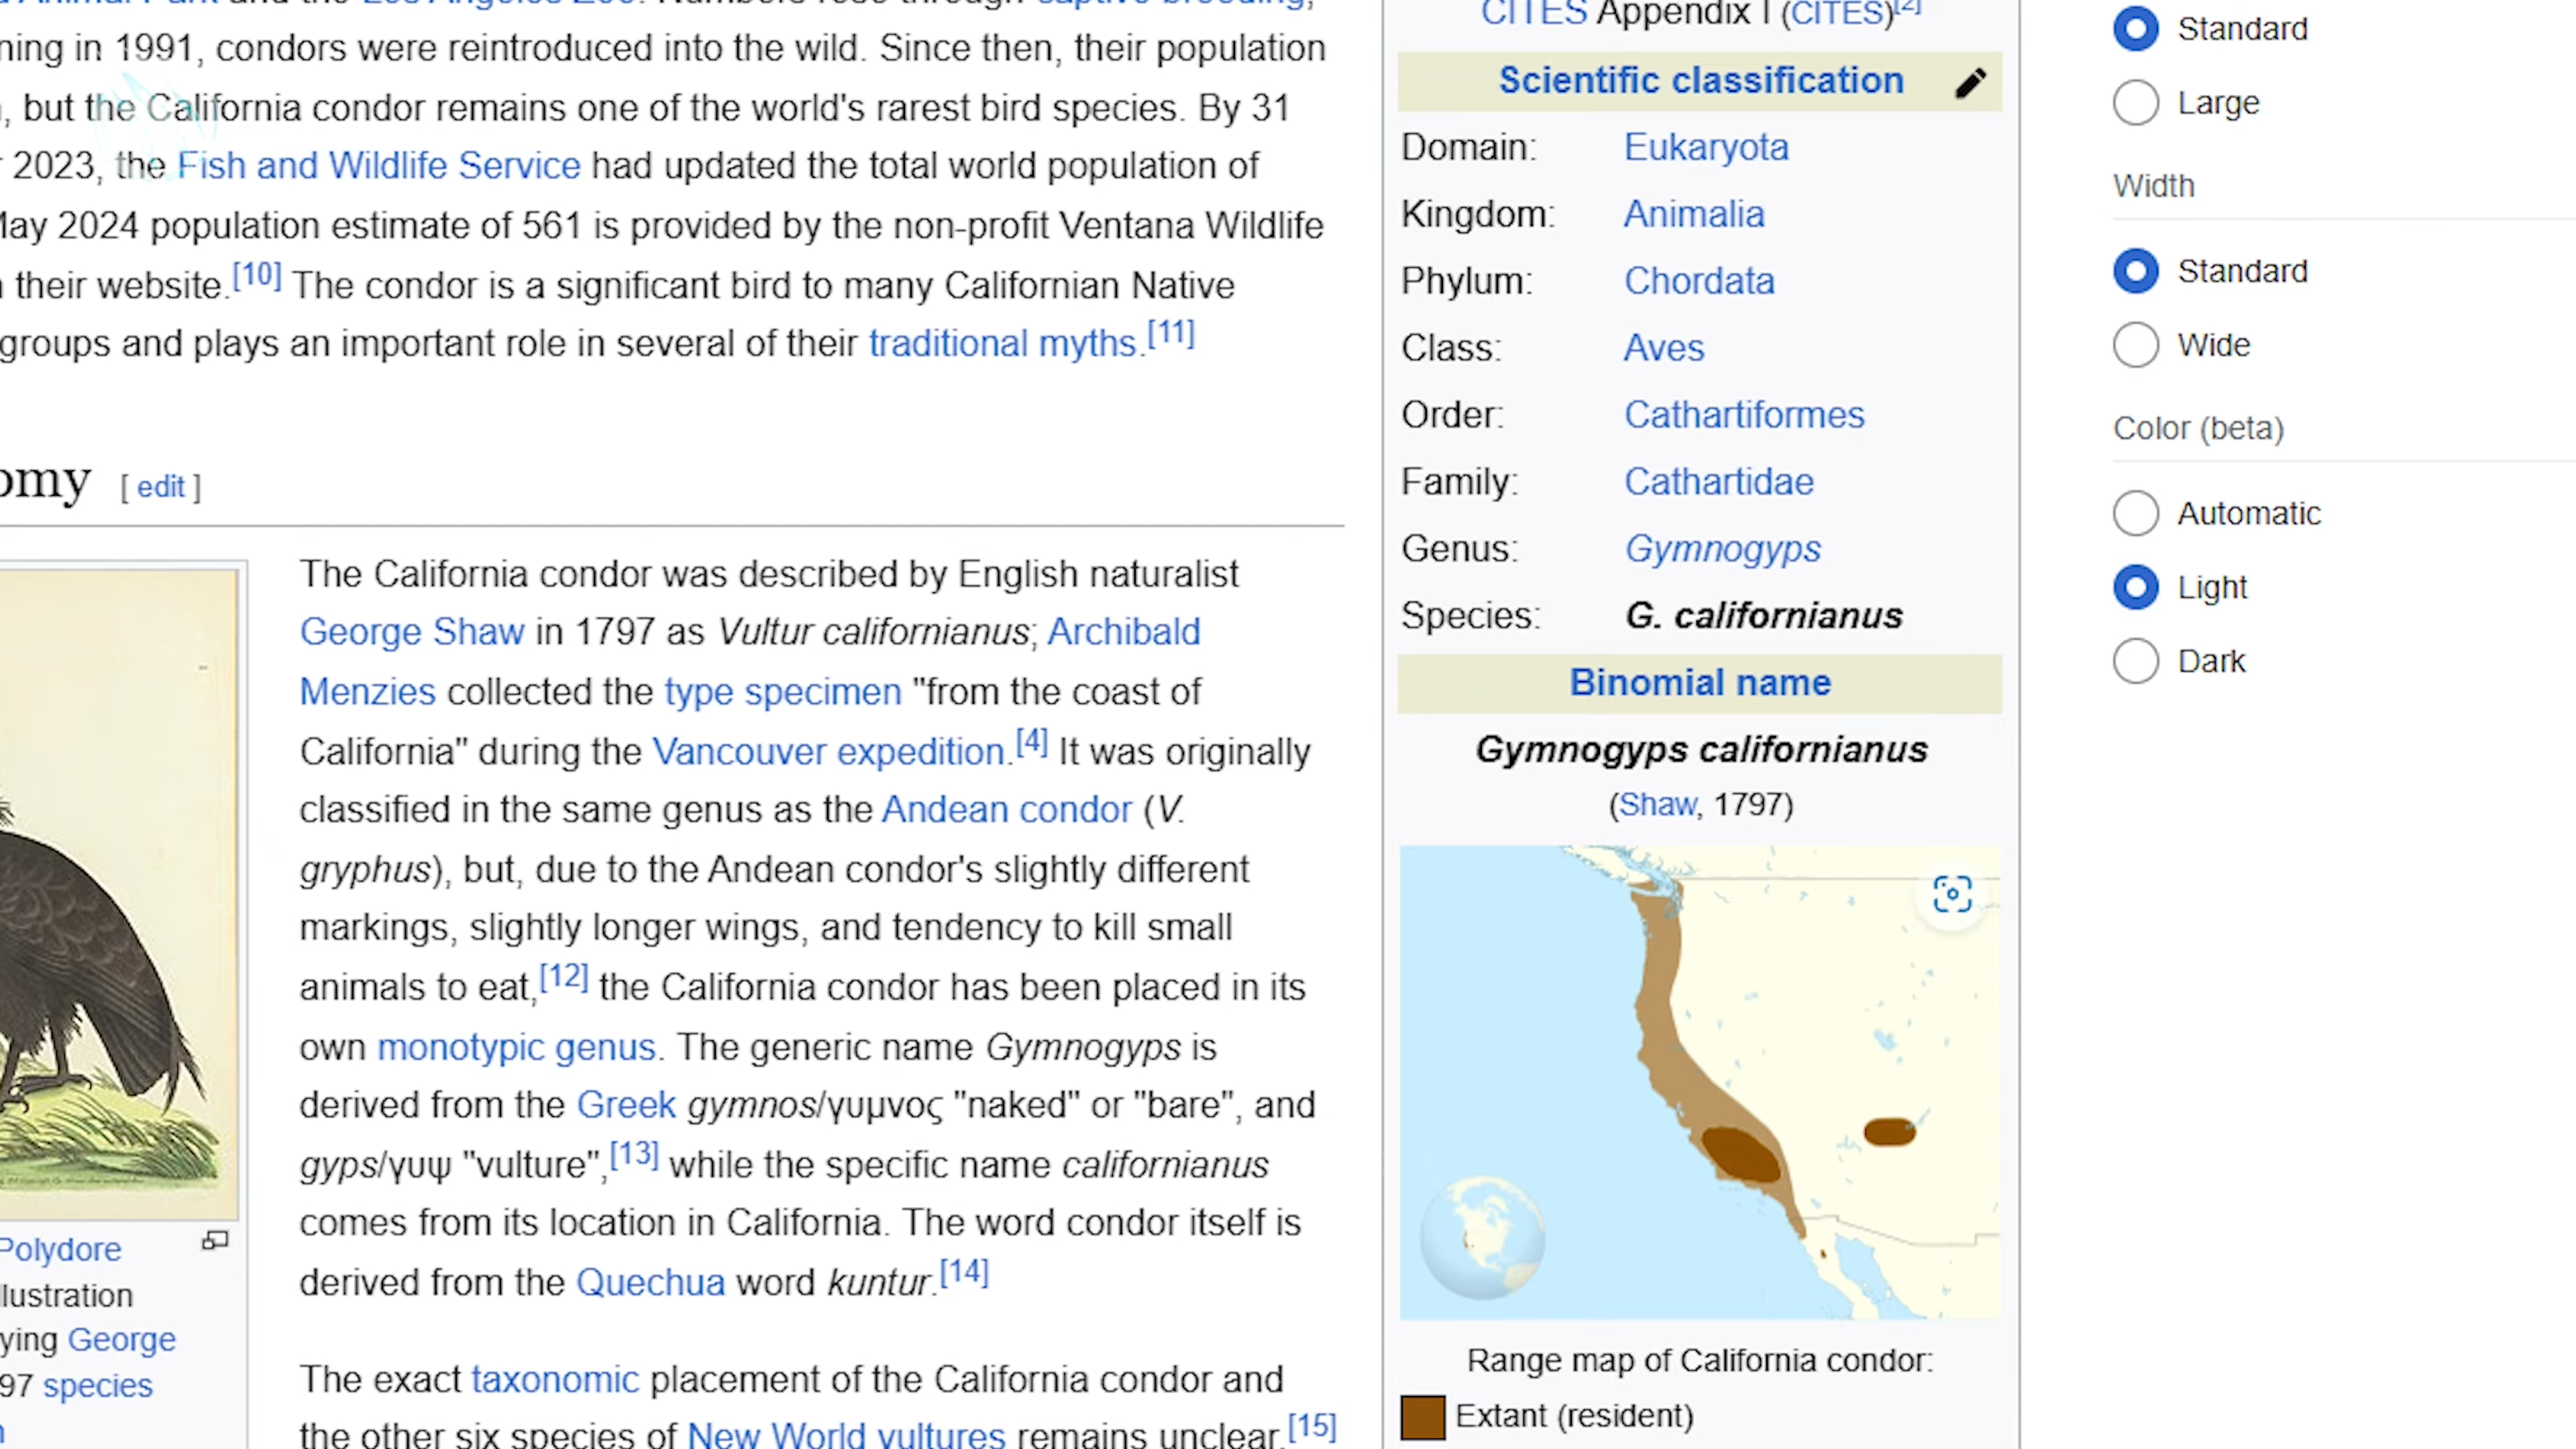 ning in 1991, condors were reintroduced into the wild. Since then, their population
, but the California condor remains one of the world's rarest bird species. By 31
2023, the Fish and Wildlife Service had updated the total world population of
May 2024 population estimate of 561 is provided by the non-profit Ventana Wildlife
their website.[10] The condor is a significant bird to many Californian Native
groups and plays an important role in several of their traditional myths.[11]
omy [ edit ]
The California condor was described by English naturalist
George Shaw in 1797 as Vultur californianus; Archibald
Menzies collected the type specimen "from the coast of
California" during the Vancouver expedition.[4] It was originally
classified in the same genus as the Andean condor (V.
gryphus), but, due to the Andean condor's slightly different
markings, slightly longer wings, and tendency to kill small
animals to eat,[12] the California condor has been placed in its
own monotypic genus. The generic name Gymnogyps is
derived from the Greek gymnos/γυμνος "naked" or "bare", and
gyps/γυψ "vulture",[13] while the specific name californianus
comes from its location in California. The word condor itself is
derived from the Quechua word kuntur.[14]
The exact taxonomic placement of the California condor and
the other six species of New World vultures remains unclear.[15]
Polydore
llustration
ying George
97 species
CITES Appendix I (CITES)[2]
Scientific classification
Domain: Eukaryota
Kingdom: Animalia
Phylum: Chordata
Class: Aves
Order: Cathartiformes
Family: Cathartidae
Genus: Gymnogyps
Species: G. californianus
Binomial name
Gymnogyps californianus
(Shaw, 1797)
Range map of California condor:
Extant (resident)
Standard
Large
Width
Standard
Wide
Color (beta)
Automatic
Light
Dark